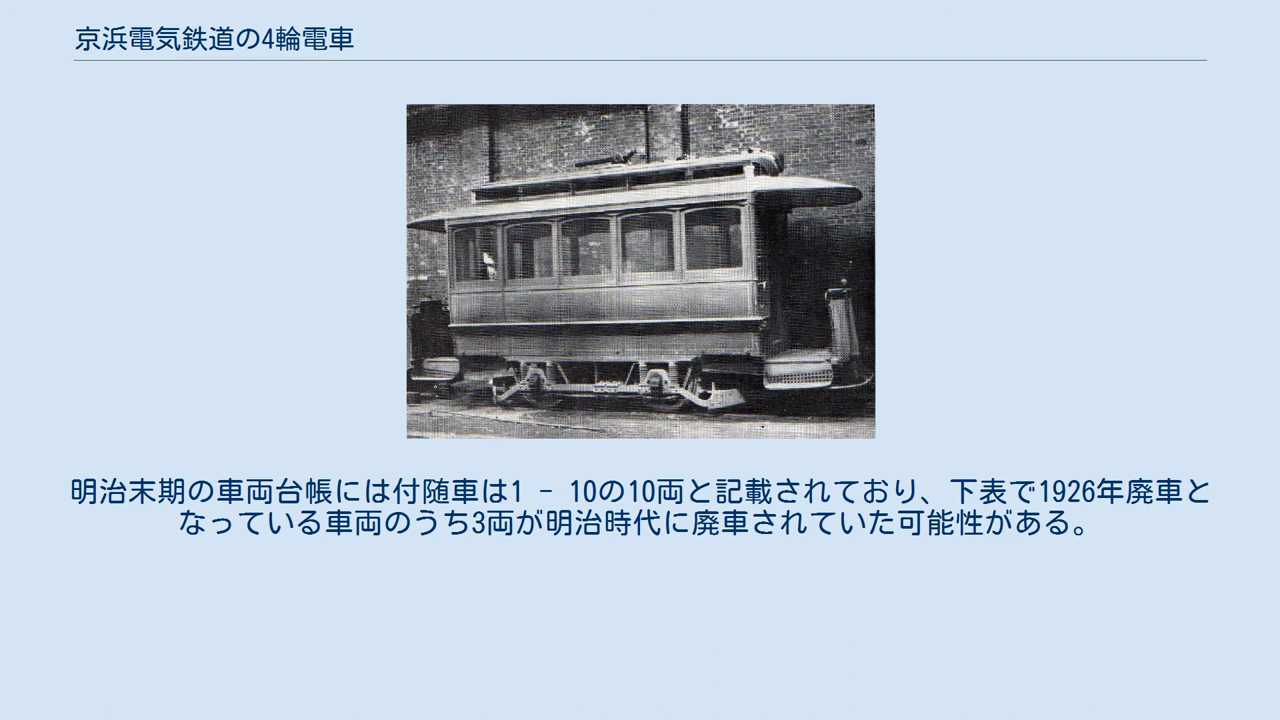 京浜電気鉄道の4輪電車
明治末期の車両台帳には付随車は1 - 10の10両と記載されており、下表で1926年廃車と
なっている車両のうち3両が明治時代に廃車されていた可能性がある。